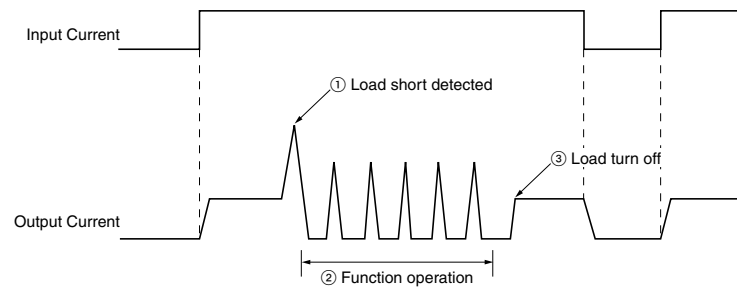 Input Current
① Load short detected
③ Load turn off
Output Current
② Function operation